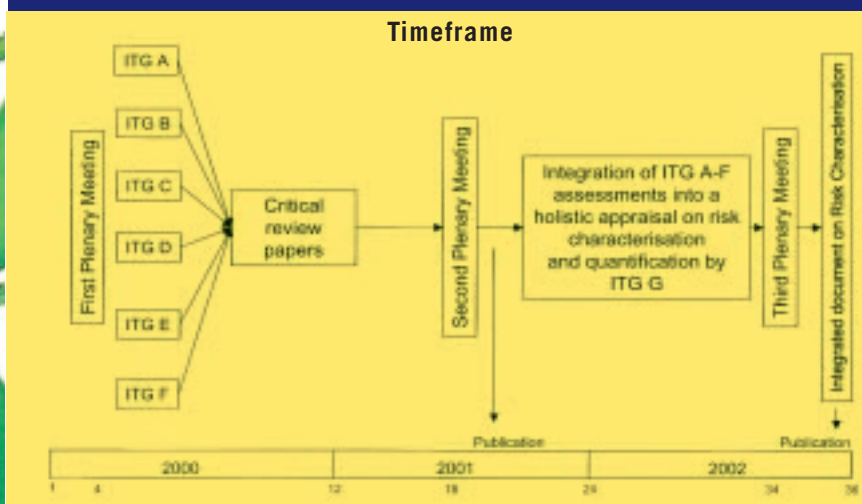 Timeframe
First Plenary Meeting
ITG A
ITG B
ITG C
ITG D
ITG E
ITG F
Critical
review
papers
Second Plenary Meeting
Integration of ITG A-F
assessments into a
holistic appraisal on risk
characterisation
and quantification by
ITG G
Third Plenary Meeting
Integrated document on Risk Characterisation
Publication
Publication
2000
2001
2002
1
4
12
18
24
34
36